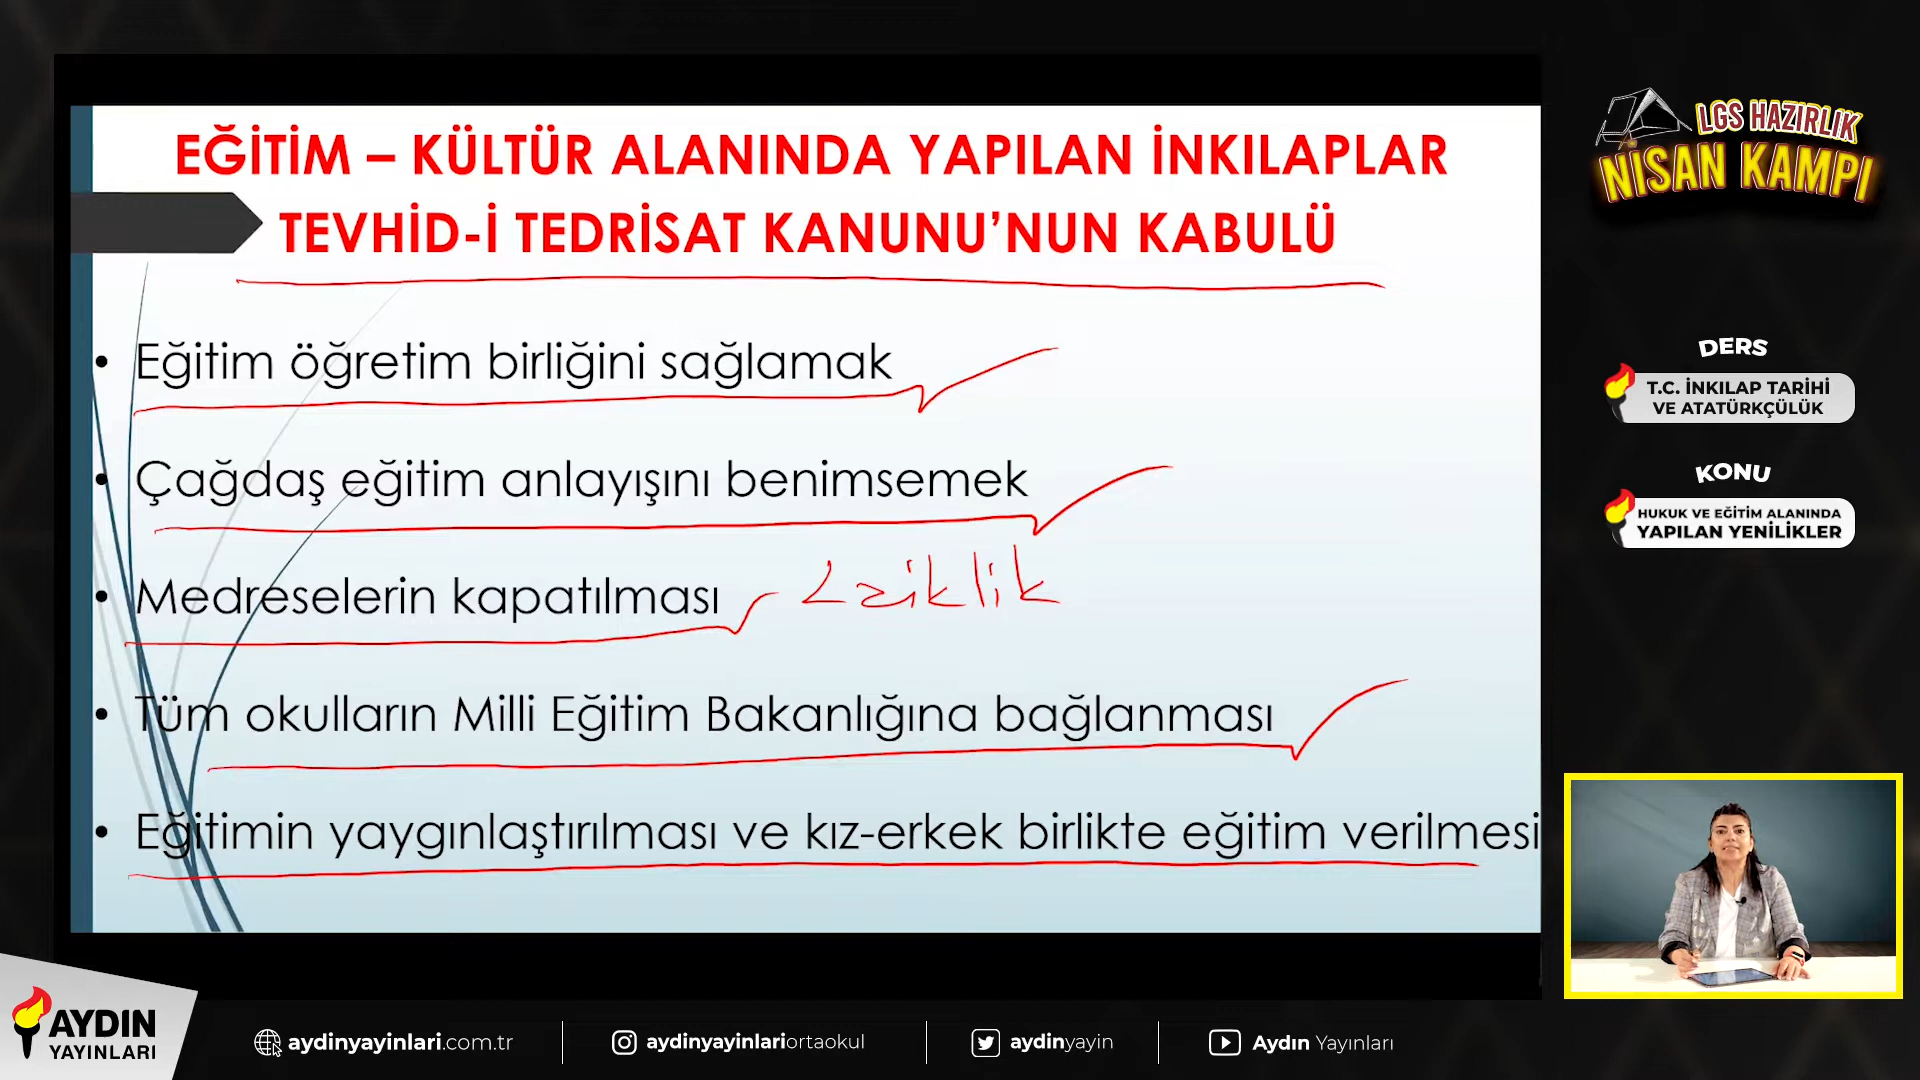 EĞİTİM – KÜLTÜR ALANINDA YAPILAN İNKILAPLAR
TEVHİD-İ TEDRİSAT KANUNU’NUN KABULÜ
• Eğitim öğretim birliğini sağlamak
• Çağdaş eğitim anlayışını benimsemek
• Medreselerin kapatılması Laiklik
• Tüm okulların Milli Eğitim Bakanlığına bağlanması
• Eğitimin yaygınlaştırılması ve kız-erkek birlikte eğitim verilmesi
LGS HAZIRLIK
NİSAN KAMPI
DERS
T.C. İNKILAP TARİHİ
VE ATATÜRKÇÜLÜK
KONU
HUKUK VE EĞİTİM ALANINDA
YAPILAN YENİLİKLER
AYDIN
YAYINLARI
aydinyayinlari.com.tr
aydinyayinlariortaokul
aydinyayin
Aydın Yayınları